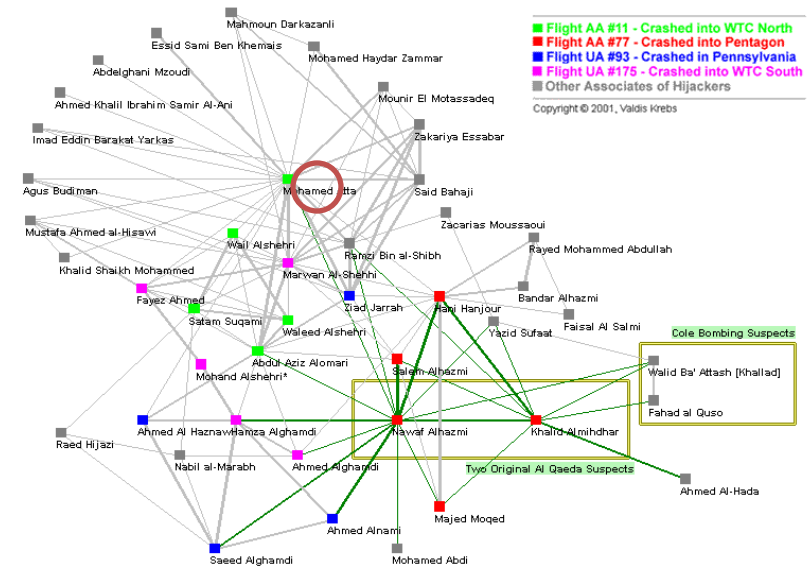 Mahmoun Darkazanli
Flight AA #11 - Crashed into WTC North
Flight AA #77 - Crashed into Pentagon
Flight UA #93 - Crashed in Pennsylvania
Flight UA #175 - Crashed into WTC South
Other Associates of Hijackers
Copyright © 2001, Valdis Krebs
Essid Sami Ben Khemais
Mohamed Haydar Zammar
Abdelghani Mzoudi
Mounir El Motassadeq
Ahmed Khalil Ibrahim Samir Al-Ani
Zakariya Essabar
Imad Eddin Barakat Yarkas
Agus Budiman
Mohamed Atta
Said Bahaji
Mustafa Ahmed al-Hisawi
Zacarias Moussaoui
Wail Alshehri
Ramzi Bin al-Shibh
Rayed Mohammed Abdullah
Khalid Shaikh Mohammed
Marwan Al-Shehhi
Fayez Ahmed
Ziad Jarrah
Hani Hanjour
Bandar Alhazmi
Satam Suqami
Waleed Alshehri
Yazid Sufaat
Faisal Al Salmi
Cole Bombing Suspects
Abdul Aziz Alomari
Salem Alhazmi
Walid Ba' Attash [Khallad]
Mohand Alshehri*
Fahad al Quso
Ahmed Al Haznawi
Hamza Alghamdi
Nawaf Alhazmi
Khalid Almihdhar
Raed Hijazi
Nabil al-Marabh
Ahmed Alghamdi
Two Original Al Qaeda Suspects
Ahmed Al-Hada
Majed Moqed
Ahmed Alnami
Saeed Alghamdi
Mohamed Abdi